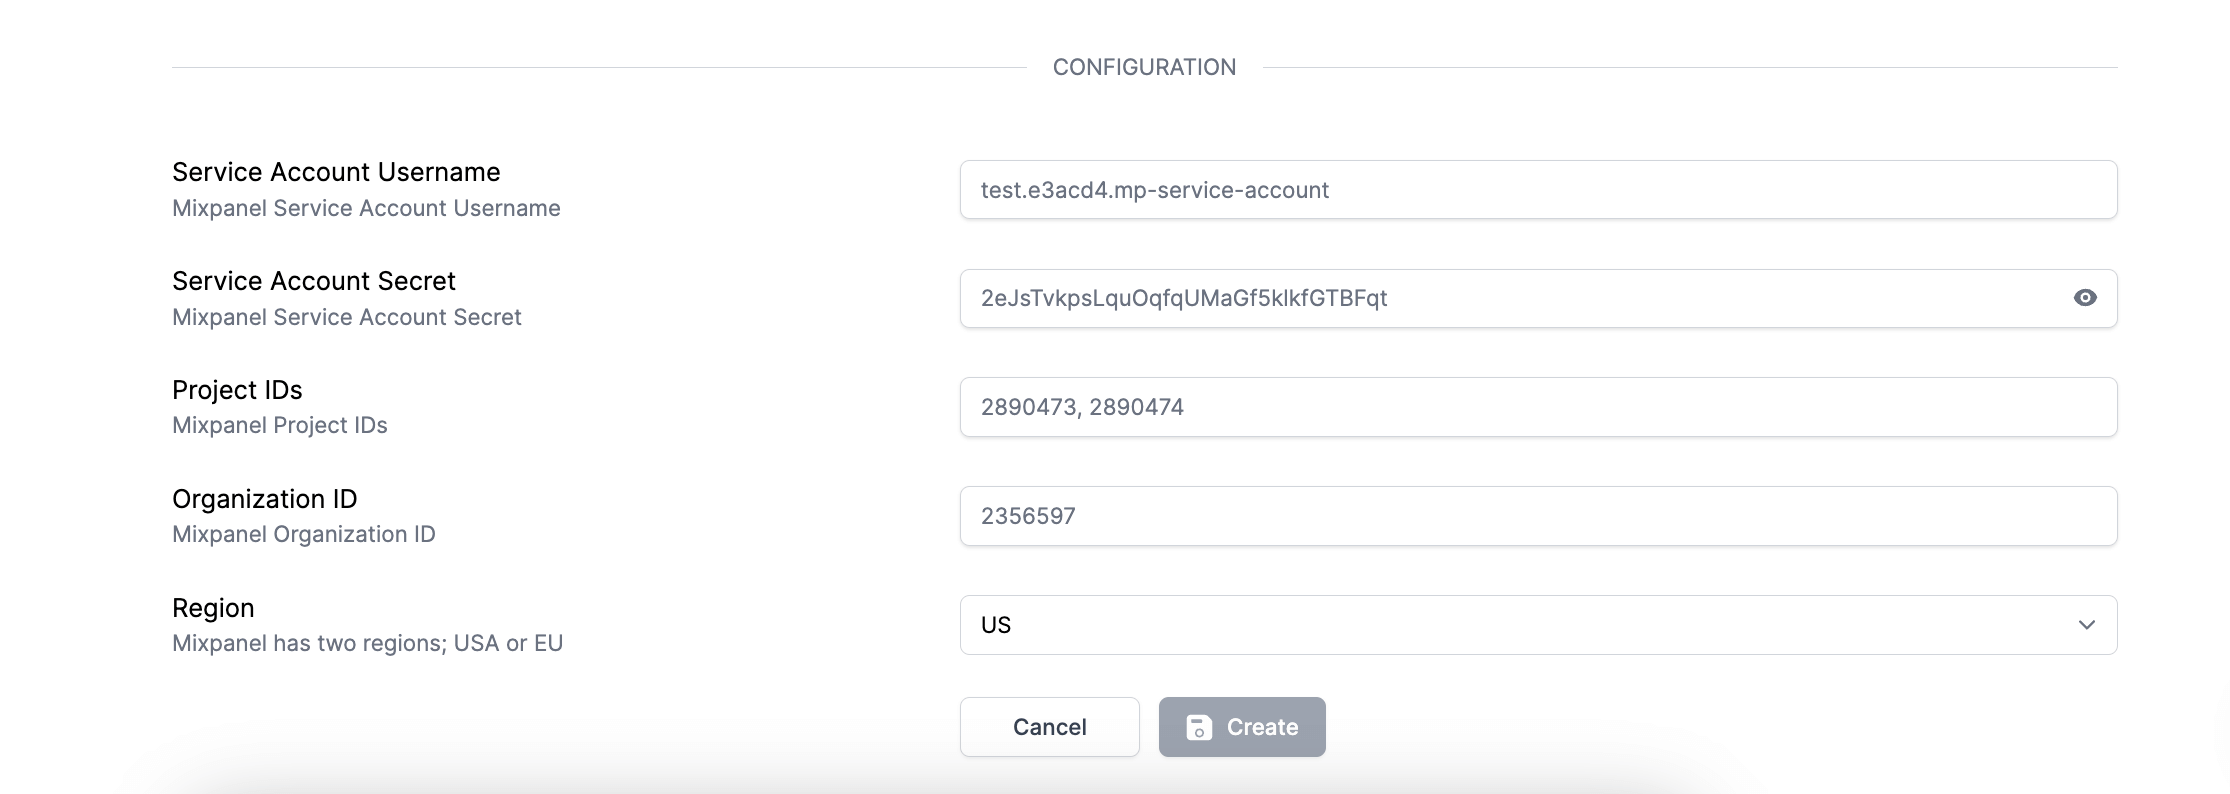 CONFIGURATION
Service Account Username
Mixpanel Service Account Username
test.e3acd4.mp-service-account
Service Account Secret
Mixpanel Service Account Secret
2eJsTvkpsLquOqfqUMaGf5klkfGTBFqt
Project IDs
Mixpanel Project IDs
2890473, 2890474
Organization ID
Mixpanel Organization ID
2356597
Region
Mixpanel has two regions; USA or EU
US
Cancel
Create